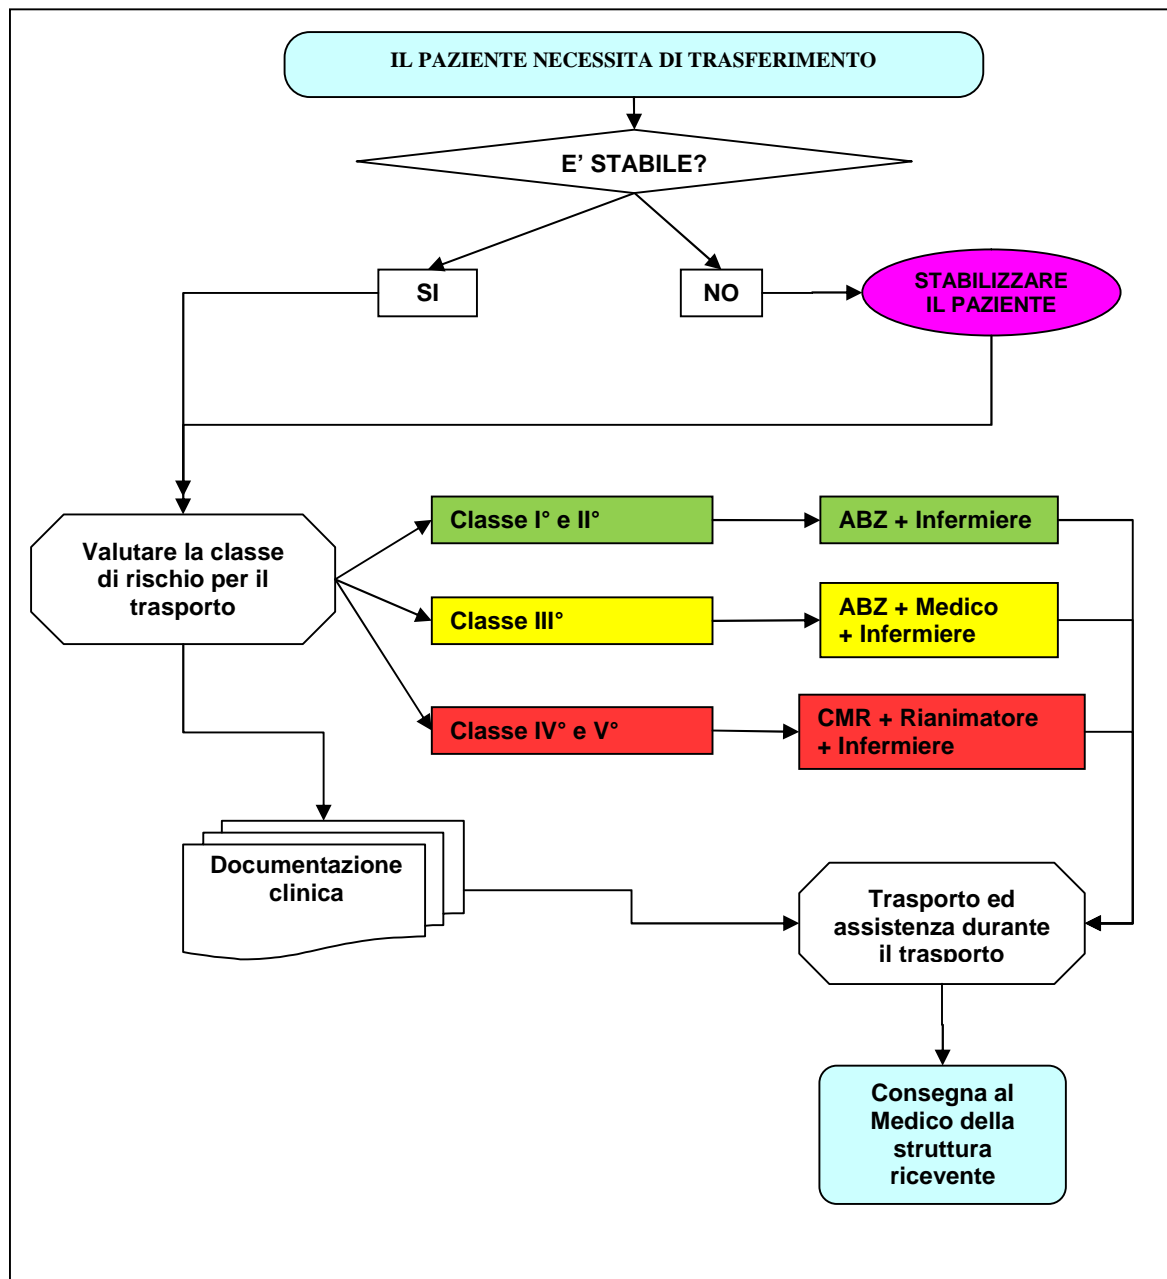 IL PAZIENTE NECESSITA DI TRASFERIMENTO
E’ STABILE?
SI
NO
STABILIZZARE
IL PAZIENTE
Valutare la classe
di rischio per il
trasporto
Classe I° e II°
ABZ + Infermiere
Classe III°
ABZ + Medico
+ Infermiere
Classe IV° e V°
CMR + Rianimatore
+ Infermiere
Documentazione
clinica
Trasporto ed
assistenza durante
il trasporto
Consegna al
Medico della
struttura
ricevente